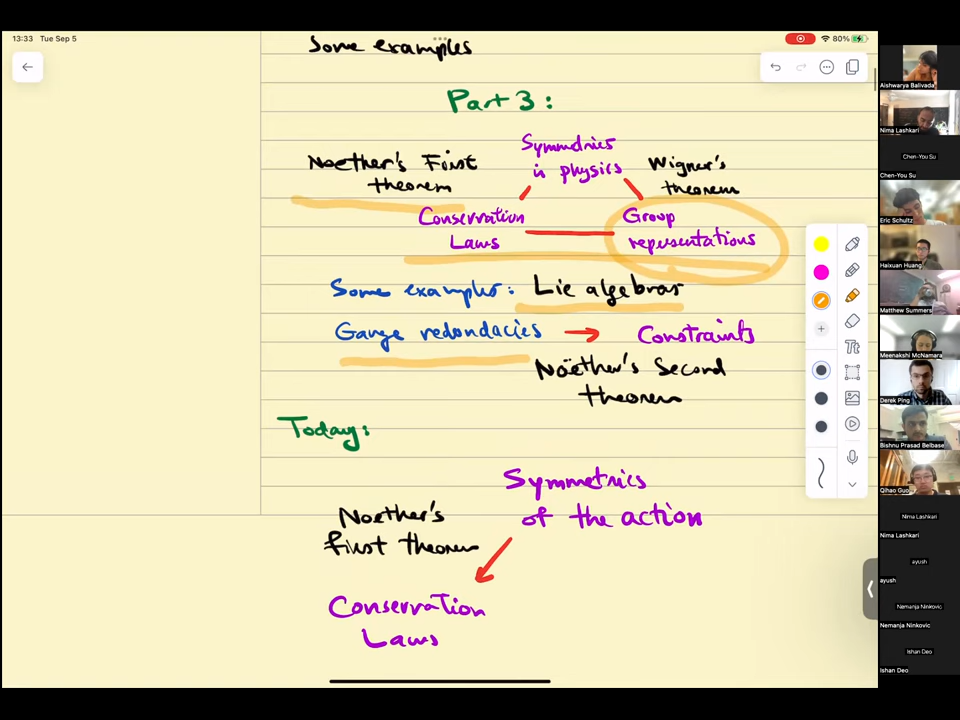 13:33 Tue Sep 5
80%
Some examples
Part 3:
Symmetries
in physics
Noether's First
theorem
Wigner's
theorem
Conservation
Laws
Group
representations
Some examples: Lie algebras
Gauge redondacies → Constraints
Noëther's Second
theorem
Today:
Symmetries
of the action
Noether's
first theorem
Conservation
Laws
Tt
Aishwarya Balivada
Nima Lashkari
Chen-You Su
Chen-You Su
Eric Schultz
Haixuan Huang
Matthew Summers
Meenakshi McNamara
Derek Ping
Bishnu Prasad Belbase
Qihao Guo
Nima Lashkari
Nima Lashkari
ayush
ayush
Nemanja Ninkovic
Nemanja Ninkovic
Ishan Deo
Ishan Deo